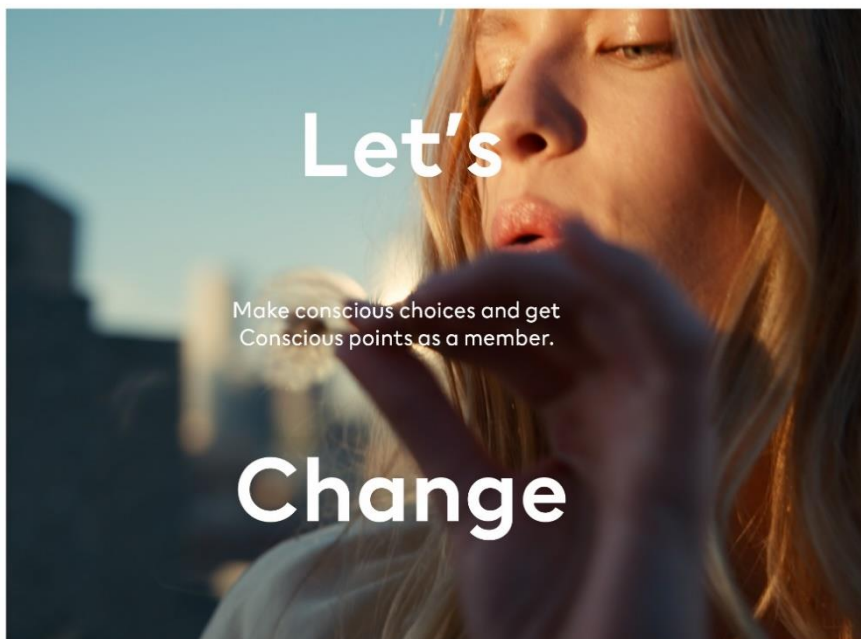 Let's
Make conscious choices and get
Conscious points as a member.
Change